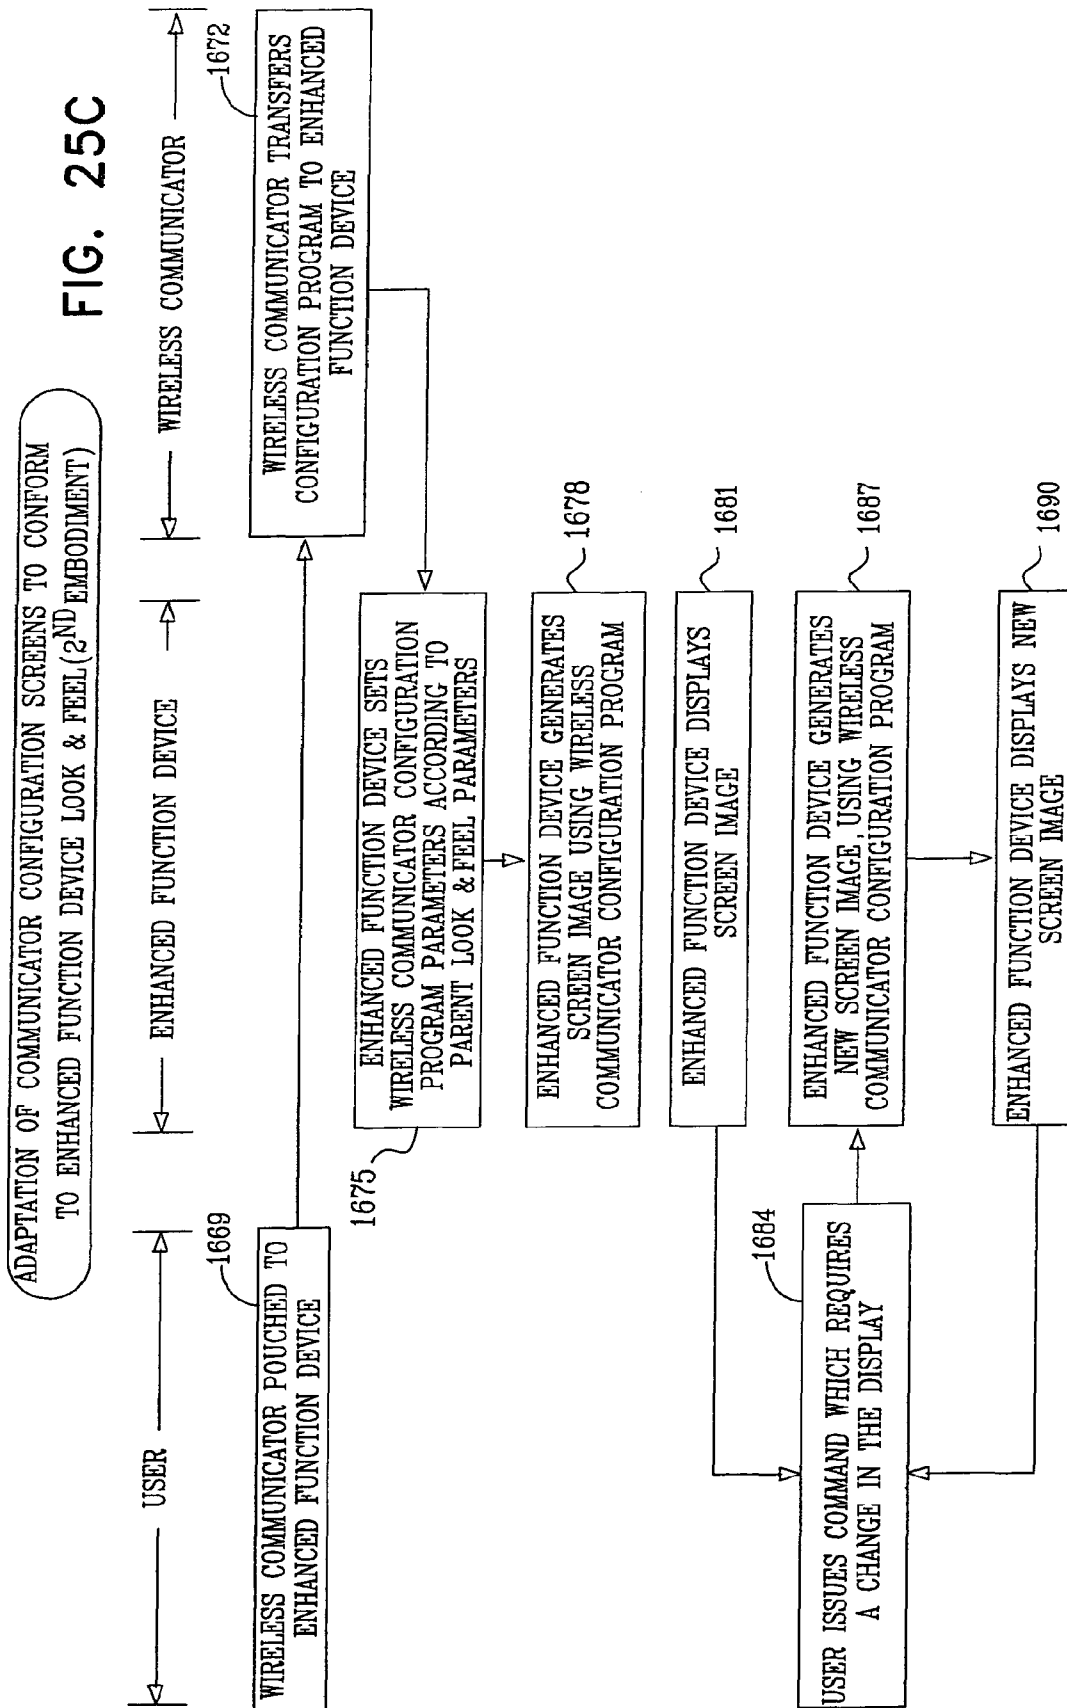 FIG. 25C
ADAPTATION OF COMMUNICATOR CONFIGURATION SCREENS TO CONFORM
TO ENHANCED FUNCTION DEVICE LOOK & FEEL(2ND EMBODIMENT)
USER
ENHANCED FUNCTION DEVICE
WIRELESS COMMUNICATOR
1669
WIRELESS COMMUNICATOR POUCHED TO
ENHANCED FUNCTION DEVICE
1672
WIRELESS COMMUNICATOR TRANSFERS
CONFIGURATION PROGRAM TO ENHANCED
FUNCTION DEVICE
1675
ENHANCED FUNCTION DEVICE SETS
WIRELESS COMMUNICATOR CONFIGURATION
PROGRAM PARAMETERS ACCORDING TO
PARENT LOOK &FEEL PARAMETERS
1678
ENHANCED FUNCTION DEVICE GENERATES
SCREEN IMAGE USING WIRELESS
COMMUNICATOR CONFIGURATION PROGRAM
1681
ENHANCED FUNCTION DEVICE DISPLAYS
SCREEN IMAGE
1684
USER ISSUES COMMAND WHICH REQUIRES
A CHANGE IN THE DISPLAY
1687
ENHANCED FUNCTION DEVICE GENERATES
NEW SCREEN IMAGE, USING WIRELESS
COMMUNICATOR CONFIGURATION PROGRAM
1690
ENHANCED FUNCTION DEVICE DISPLAYS NEW
SCREEN IMAGE